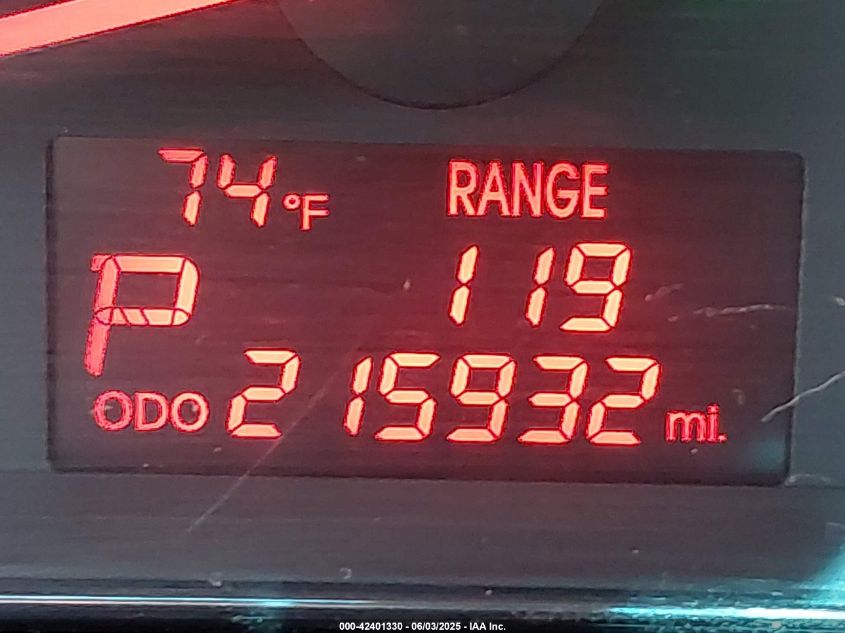 74°F RANGE
P 119
ODO 215932 mi.
000-42401330 - 06/03/2025 - IAA Inc.